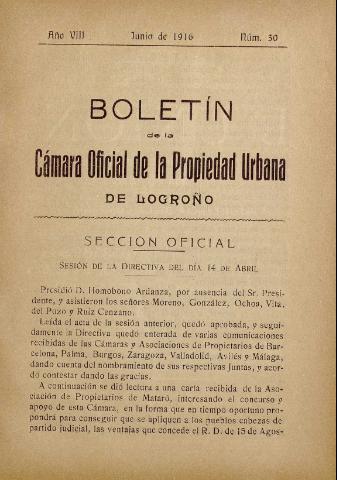 Año VIII Junio de 1916 Núm. 30
BOLETÍN
de la
Cámara Oficial de la Propiedad Urbana
DE LOGROÑO
SECCION OFICIAL
SESIÓN DE LA DIRECTIVA DEL DÍA 14 DE ABRIL
Presidió D. Homobono Ardanza, por ausencia del Sr. Presi-
dente, y asistieron los señores Moreno, González, Ochoa, Vita,
del Pozo y Ruiz Cenzano.
Leída el acta de la sesión anterior, quedó aprobada, y segui-
damente la Directiva quedó enterada de varias comunicaciones
recibidas de las Cámaras y Asociaciones de Propietarios de Bar-
celona, Palma, Burgos, Zaragoza, Valladolid, Avilés y Málaga,
dando cuenta del nombramiento de sus respectivas Juntas, y acor-
dó contestar dando las gracias.
A continuación se dió lectura a una carta recibida de la Aso-
ciación de Propietarios de Mataró, interesando el concurso y
apoyo de esta Cámara, en la forma que en tiempo oportuno pro-
pondrá para conseguir que se apliquen a los pueblos cabezas de
partido judicial, las ventajas que concede el R. D. de 15 de Agos-